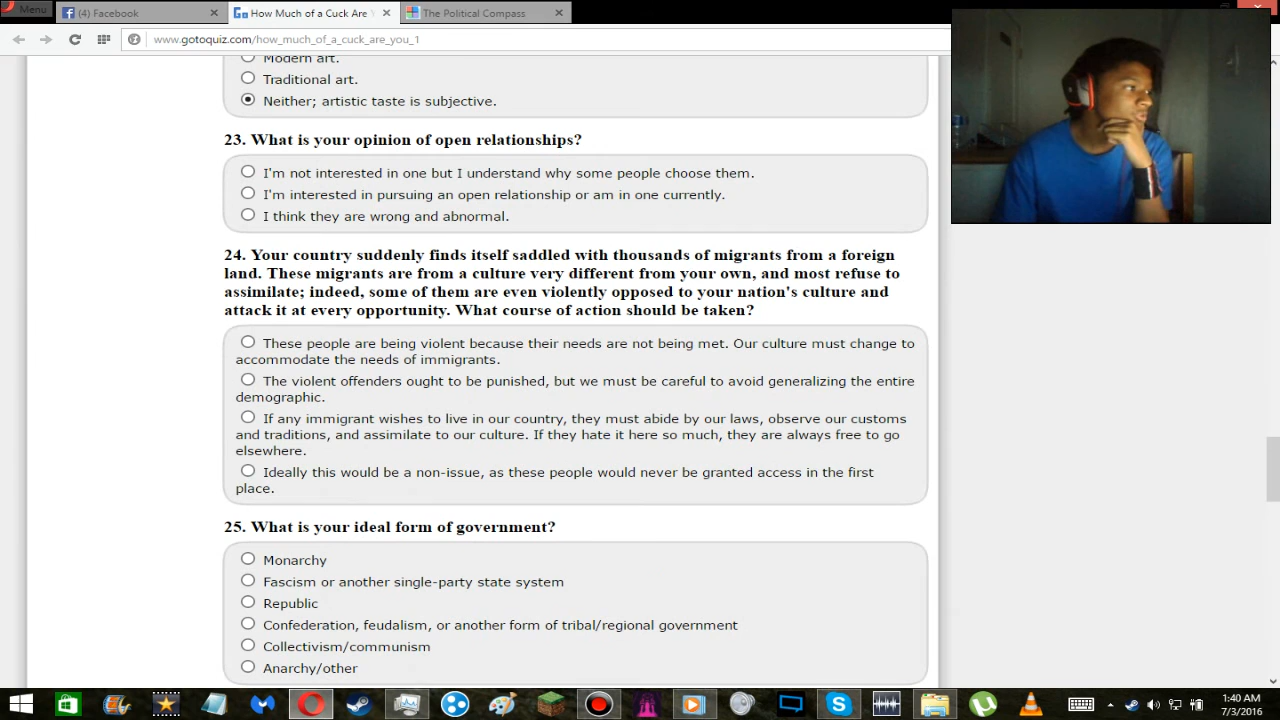 Menu
(4) Facebook
How Much of a Cuck Are Y
The Political Compass
www.gotoquiz.com/how_much_of_a_cuck_are_you_1
Modern art.
Traditional art.
Neither; artistic taste is subjective.
23. What is your opinion of open relationships?
I'm not interested in one but I understand why some people choose them.
I'm interested in pursuing an open relationship or am in one currently.
I think they are wrong and abnormal.
24. Your country suddenly finds itself saddled with thousands of migrants from a foreign
land. These migrants are from a culture very different from your own, and most refuse to
assimilate; indeed, some of them are even violently opposed to your nation's culture and
attack it at every opportunity. What course of action should be taken?
These people are being violent because their needs are not being met. Our culture must change to
accommodate the needs of immigrants.
The violent offenders ought to be punished, but we must be careful to avoid generalizing the entire
demographic.
If any immigrant wishes to live in our country, they must abide by our laws, observe our customs
and traditions, and assimilate to our culture. If they hate it here so much, they are always free to go
elsewhere.
Ideally this would be a non-issue, as these people would never be granted access in the first
place.
25. What is your ideal form of government?
Monarchy
Fascism or another single-party state system
Republic
Confederation, feudalism, or another form of tribal/regional government
Collectivism/communism
Anarchy/other
1:40 AM
7/3/2016